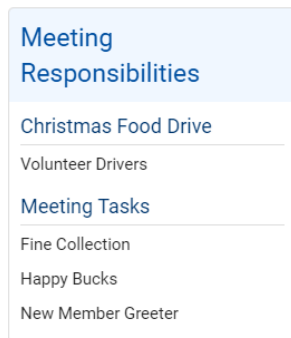 Meeting
Responsibilities
Christmas Food Drive
Volunteer Drivers
Meeting Tasks
Fine Collection
Happy Bucks
New Member Greeter